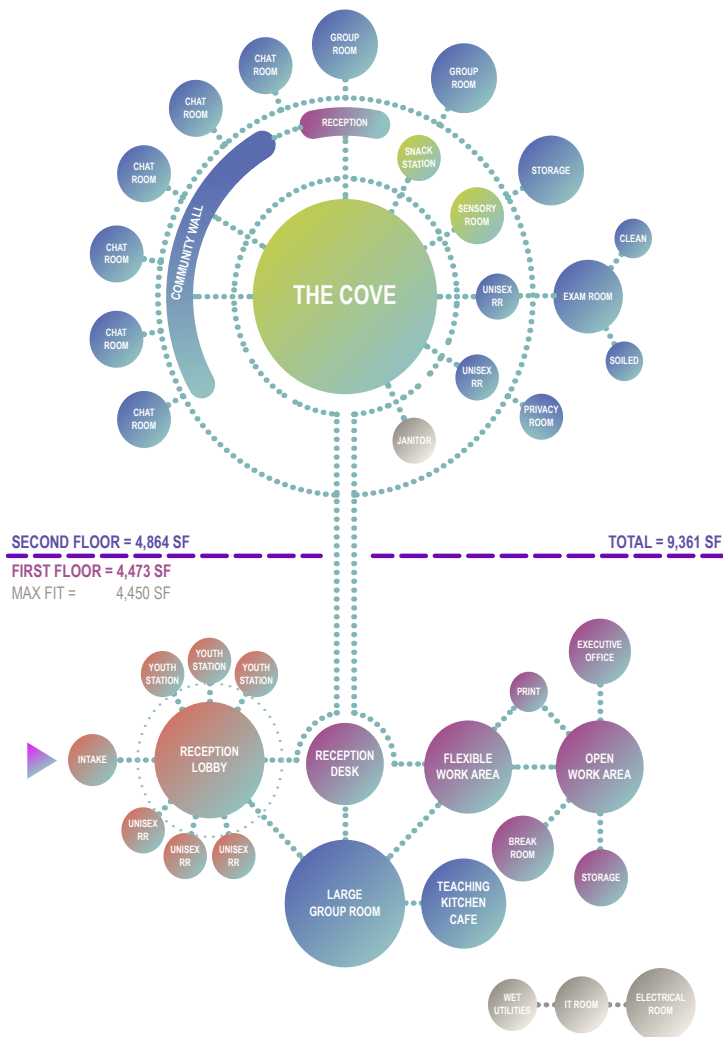 GROUP
ROOM
CHAT
ROOM
GROUP
ROOM
CHAT
ROOM
RECEPTION
SNACK
STATION
CHAT
ROOM
STORAGE
SENSORY
ROOM
COMMUNITY WALL
CHAT
ROOM
CLEAN
THE COVE
UNISEX
RR
EXAM ROOM
CHAT
ROOM
SOILED
UNISEX
RR
CHAT
ROOM
PRIVACY
ROOM
JANITOR
SECOND FLOOR = 4,864 SF
TOTAL = 9,361 SF
FIRST FLOOR = 4,473 SF
MAX FIT = 4,450 SF
YOUTH
STATION
YOUTH
STATION
YOUTH
STATION
EXECUTIVE
OFFICE
PRINT
INTAKE
RECEPTION
LOBBY
RECEPTION
DESK
FLEXIBLE
WORK AREA
OPEN
WORK AREA
UNISEX
RR
UNISEX
RR
UNISEX
RR
BREAK
ROOM
STORAGE
LARGE
GROUP ROOM
TEACHING
KITCHEN
CAFE
WET
UTILITIES
IT ROOM
ELECTRICAL
ROOM